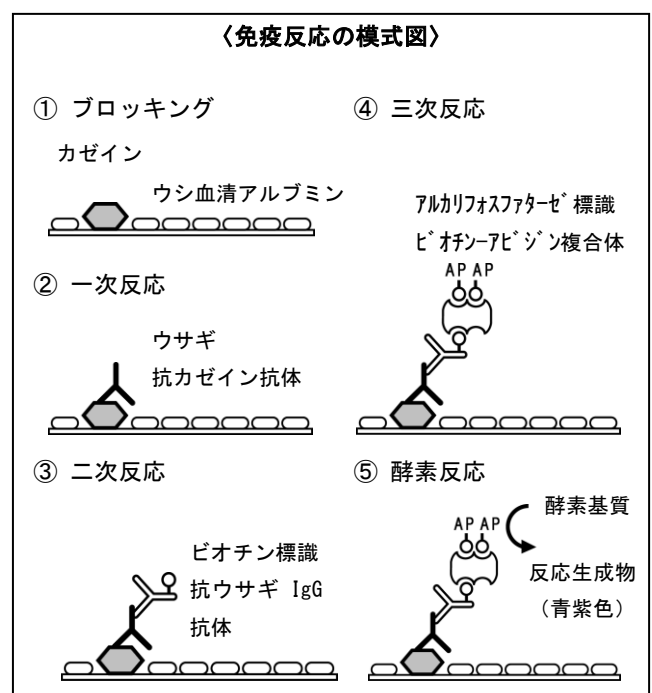 〈免疫反応の模式図〉
① ブロッキング
カゼイン
ウシ血清アルブミン
② 一次反応
ウサギ
抗カゼイン抗体
③ 二次反応
ビオチン標識
抗ウサギ IgG
抗体
④ 三次反応
ｱﾙｶﾘﾌｫｽﾌｧﾀｰｾﾞ標識
ﾋﾞｵﾁﾝｰｱﾋﾞｼﾞﾝ複合体
AP AP
⑤ 酵素反応
酵素基質
AP AP
反応生成物
（青紫色）